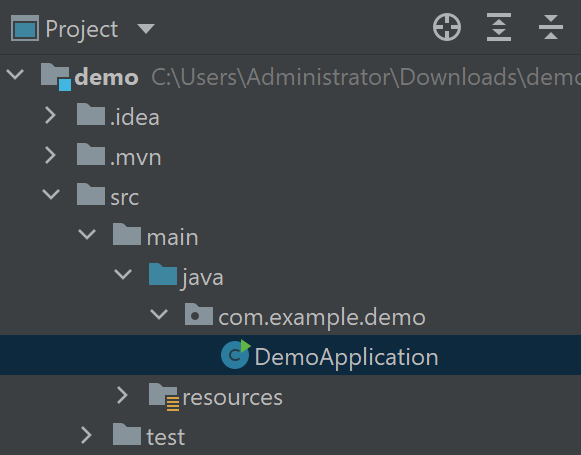 Project
demo C:\Users\Administrator\Downloads\demo
.idea
.mvn
src
main
java
com.example.demo
C DemoApplication
resources
test